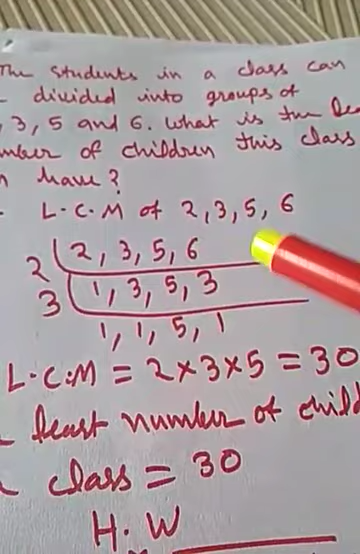 The students in a class can
divided into groups of
, 3, 5 and 6. What is the
number of children this class
have?
L.C.M of 2, 3, 5, 6
2 | 2, 3, 5, 6
3 | 1, 3, 5, 3
1, 1, 5, 1
L.C.M = 2×3×5 = 30
least number of
class = 30
H.W